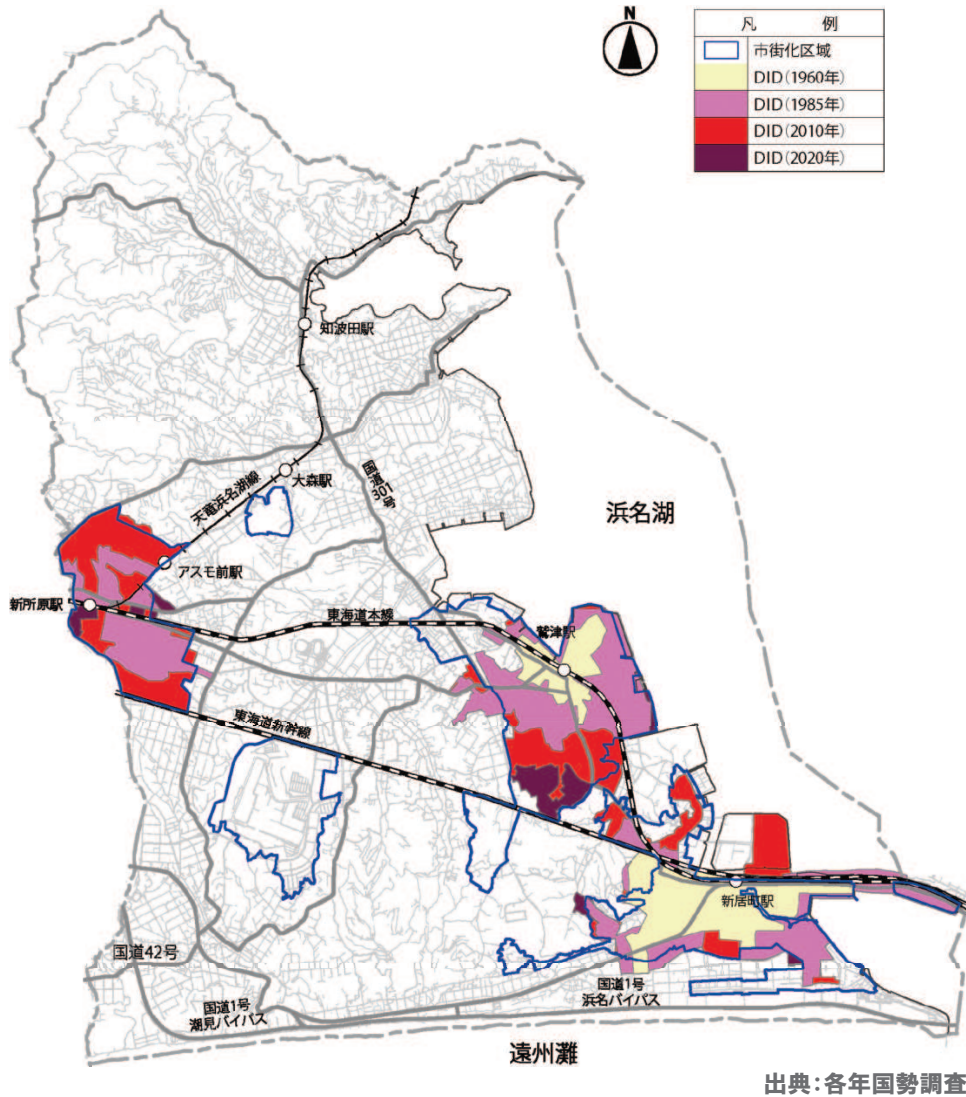 N
凡 例
市街化区域
DID(1960年)
DID(1985年)
DID(2010年)
DID(2020年)
知波田駅
大森駅
国道301号
天竜浜名湖線
浜名湖
アスモ前駅
新所原駅
東海道本線
鷲津駅
東海道新幹線
新居町駅
国道42号
国道1号
浜名バイパス
国道1号
潮見バイパス
遠州灘
出典:各年国勢調査